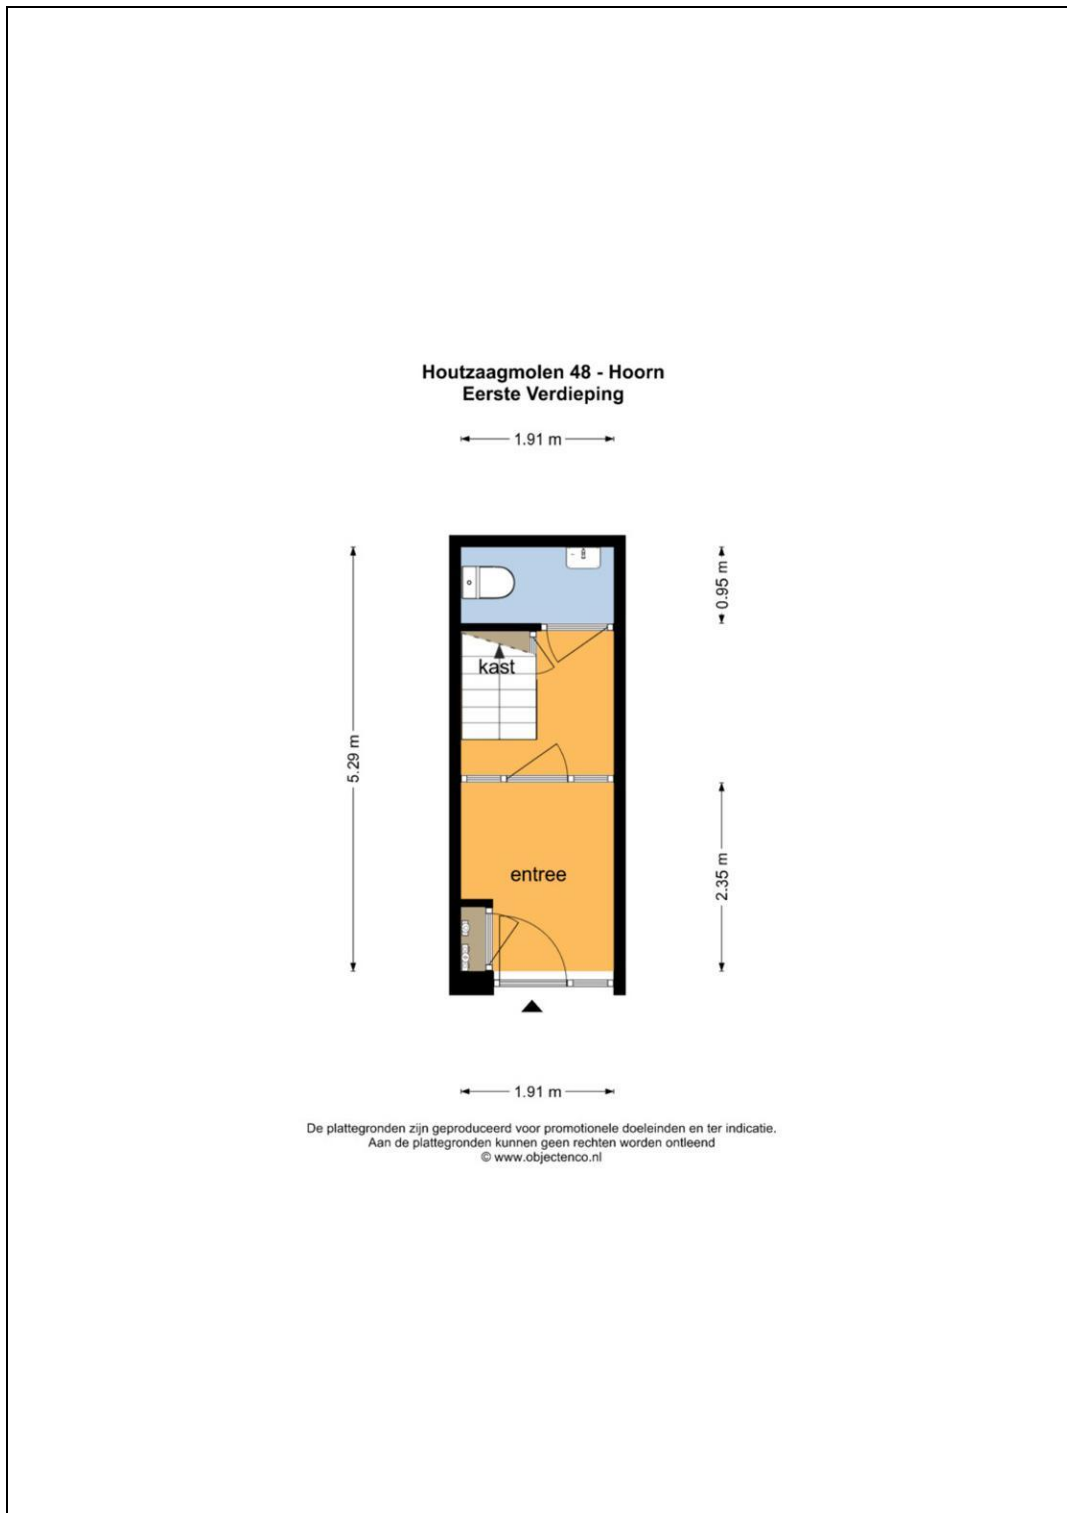 Houtzaagmolen 48 - Hoorn
Eerste Verdieping
1.91 m
0.95 m
kast
5.29 m
entree
2.35 m
1.91 m
De plattegronden zijn geproduceerd voor promotionele doeleinden en ter indicatie.
Aan de plattegronden kunnen geen rechten worden ontleend
© www.objectenco.nl